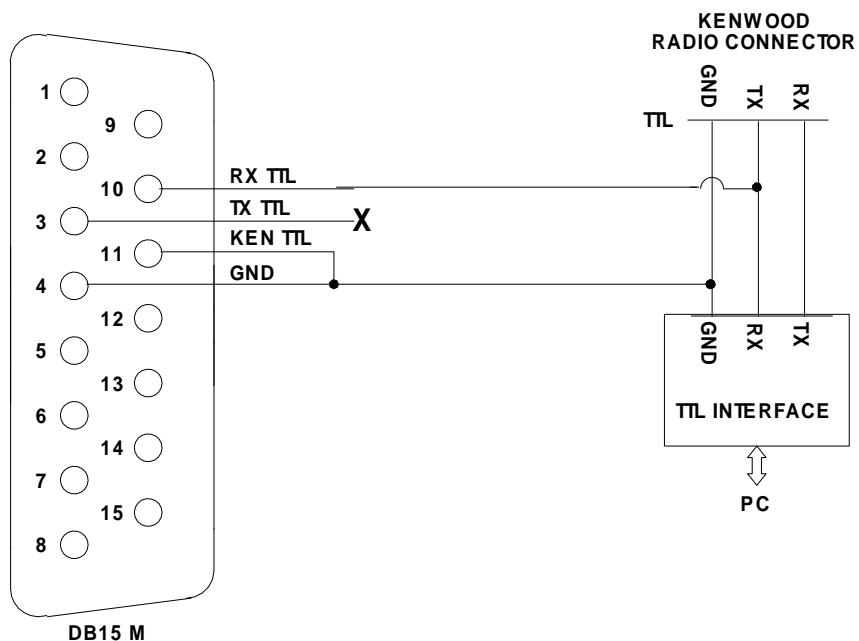 KENWOOD
RADIO CONNECTOR
GND
TX
RX
TTL
1
9
2
10
RX TTL
3
TX TTL
X
11
KEN TTL
4
GND
12
5
13
6
14
7
15
8
GND
RX
TX
TTL INTERFACE
PC
DB15 M